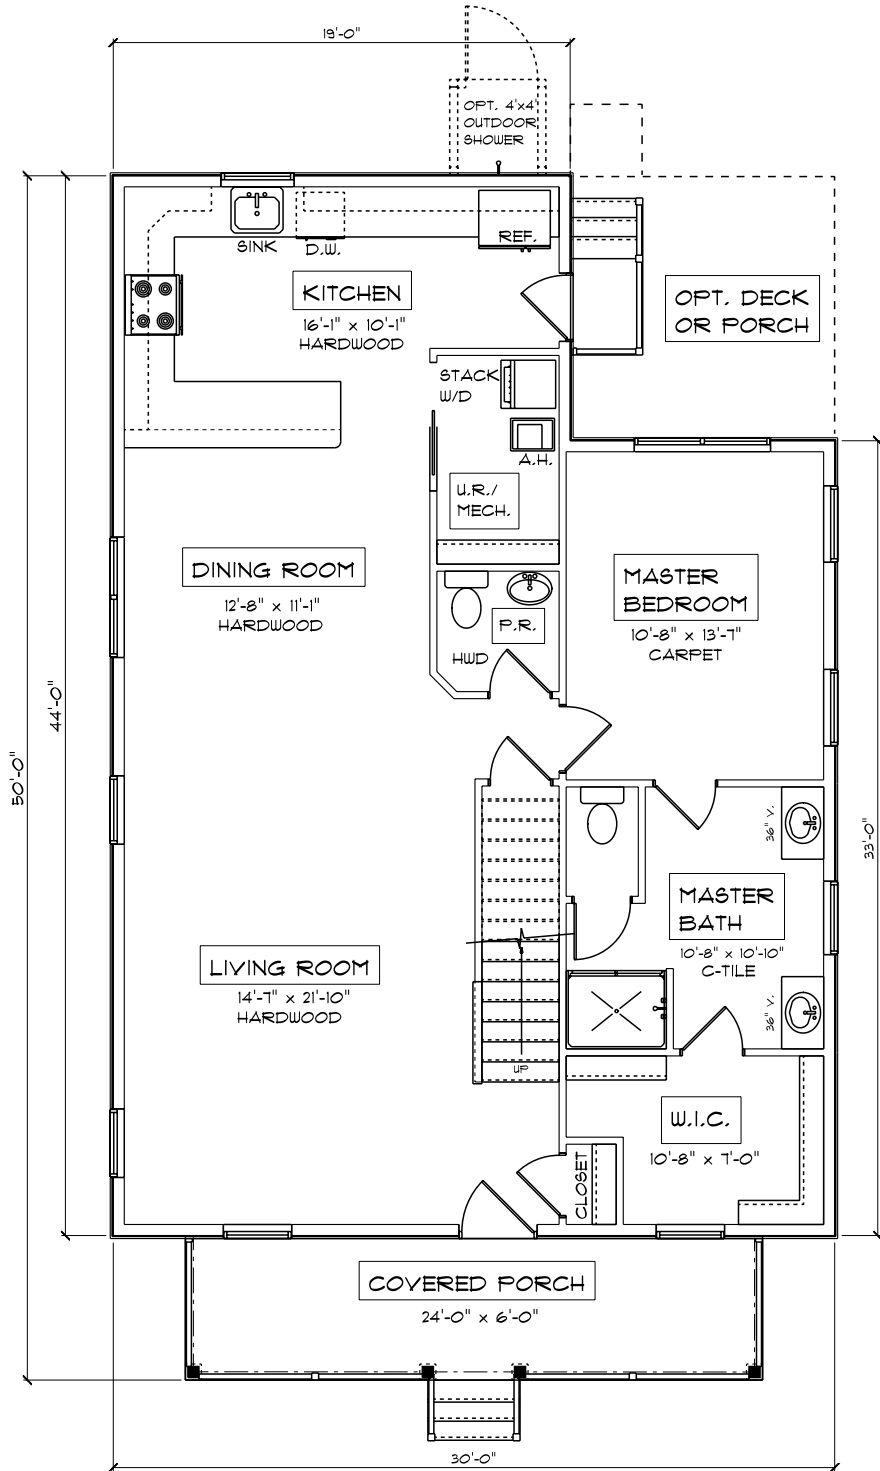 19'-0"
OPT. 4'x4'
OUTDOOR
SHOWER
SINK
D.W.
REF.
KITCHEN
16'-1" x 10'-1"
HARDWOOD
OPT. DECK
OR PORCH
STACK
W/D
A.H.
U.R./
MECH.
DINING ROOM
12'-8" x 11'-1"
HARDWOOD
MASTER
BEDROOM
10'-8" x 13'-7"
CARPET
P.R.
HWD
44'-0"
50'-0"
33'-0"
36" V.
MASTER
BATH
10'-8" x 10'-10"
C-TILE
36" V.
LIVING ROOM
14'-7" x 21'-10"
HARDWOOD
UP
W.I.C.
10'-8" x 7'-0"
CLOSET
COVERED PORCH
24'-0" x 6'-0"
30'-0"